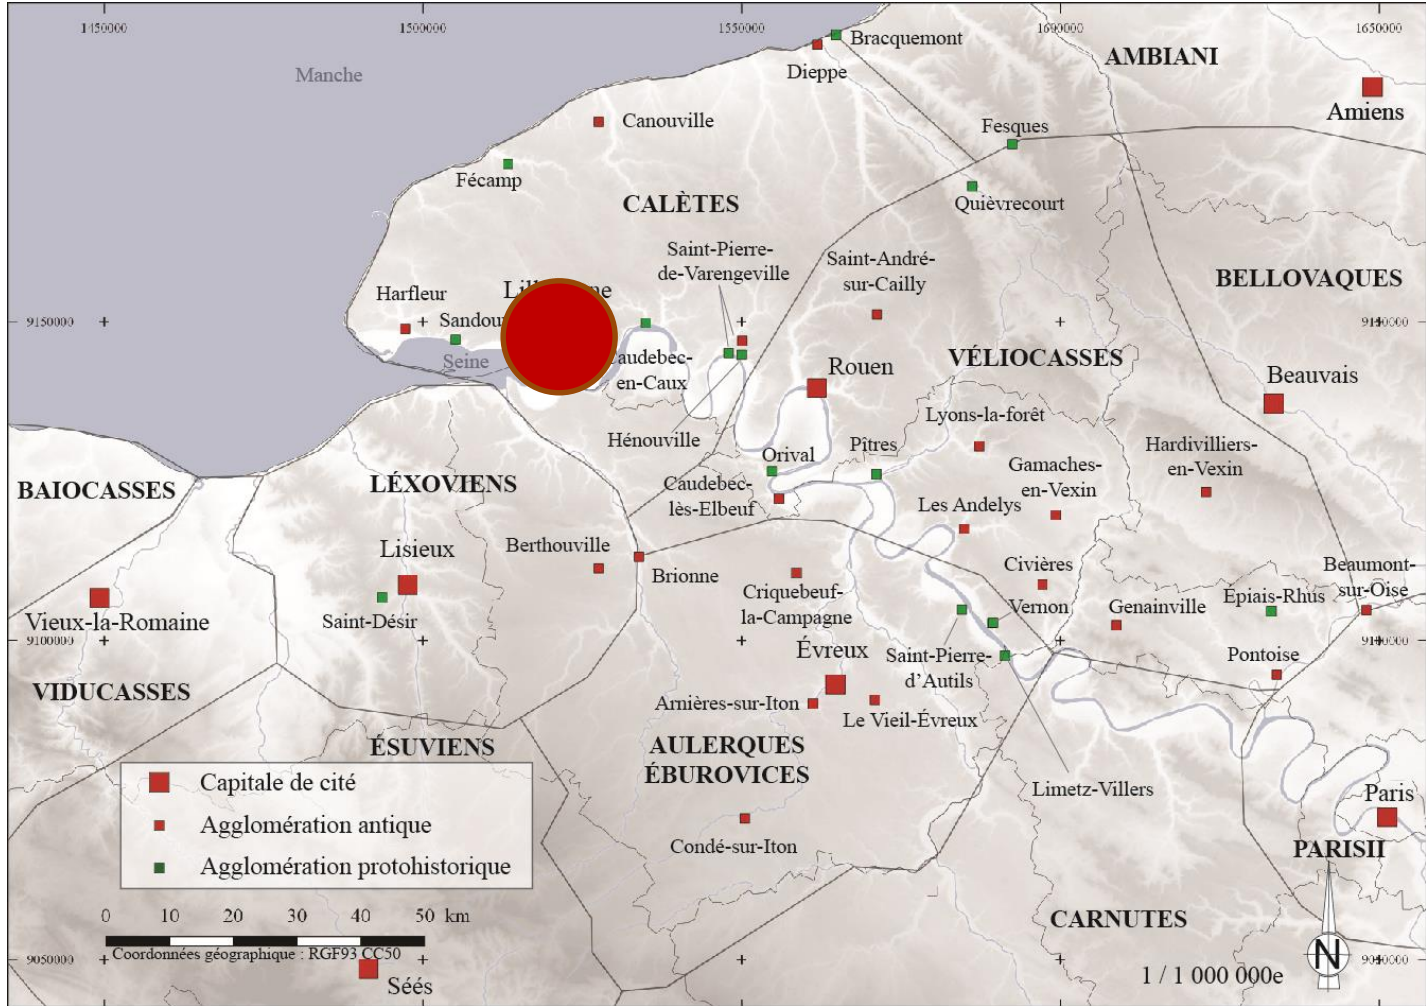 1450000
1500000
1550000
1600000
1650000
Bracquemont
Manche
AMBIANI
Dieppe
Amiens
Canouville
Fesques
Fécamp
Quièvrecourt
CALÈTES
Saint-Pierre-
de-Varengeville
Saint-André-
sur-Cailly
BELLOVAQUES
Harfleur
9150000
9150000
Seine
VÉLIOCASSES
en-Caux
Rouen
Beauvais
Hénouville
Lyons-la-forêt
Orival
Pîtres
Hardivilliers-
en-Vexin
Gamaches-
en-Vexin
BAIOCASSES
LÉXOVIENS
Caudebec-
lès-Elbeuf
Les Andelys
Lisieux
Berthouville
Brionne
Civières
Beaumont-
sur-Oise
Criquebeuf-
la-Campagne
Vernon
Genainville
Epiais-Rhus
Vieux-la-Romaine
Saint-Désir
9100000
9100000
Évreux
Saint-Pierre-
d’Autils
Pontoise
VIDUCASSES
Arnières-sur-Iton
Le Vieil-Évreux
ÉSUVIENS
AULERQUES
ÉBUROVICES
Limetz-Villers
Capitale de cité
Agglomération antique
Agglomération protohistorique
Paris
Condé-sur-Iton
PARISII
0 10 20 30 40 50 km
CARNUTES
Coordonnées géographique : RGF93 CC50
9050000
9050000
N
Séés
1 / 1 000 000e